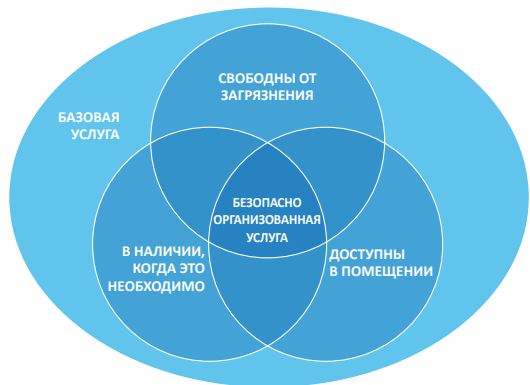 СВОБОДНЫ ОТ
ЗАГРЯЗНЕНИЯ
БАЗОВАЯ
УСЛУГА
БЕЗОПАСНО
ОРГАНИЗОВАННАЯ
УСЛУГА
В НАЛИЧИИ,
КОГДА ЭТО
НЕОБХОДИМО
ДОСТУПНЫ
В ПОМЕЩЕНИИ